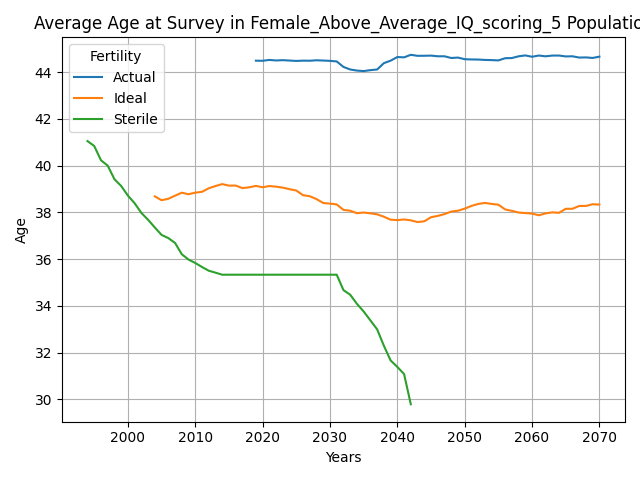 Average Age at Survey in Female_Above_Average_IQ_scoring_5 Populatio
Fertility
Actual
Ideal
Sterile
44
42
40
38
36
34
32
30
Age
2000 2010 2020 2030 2040 2050 2060 2070
Years